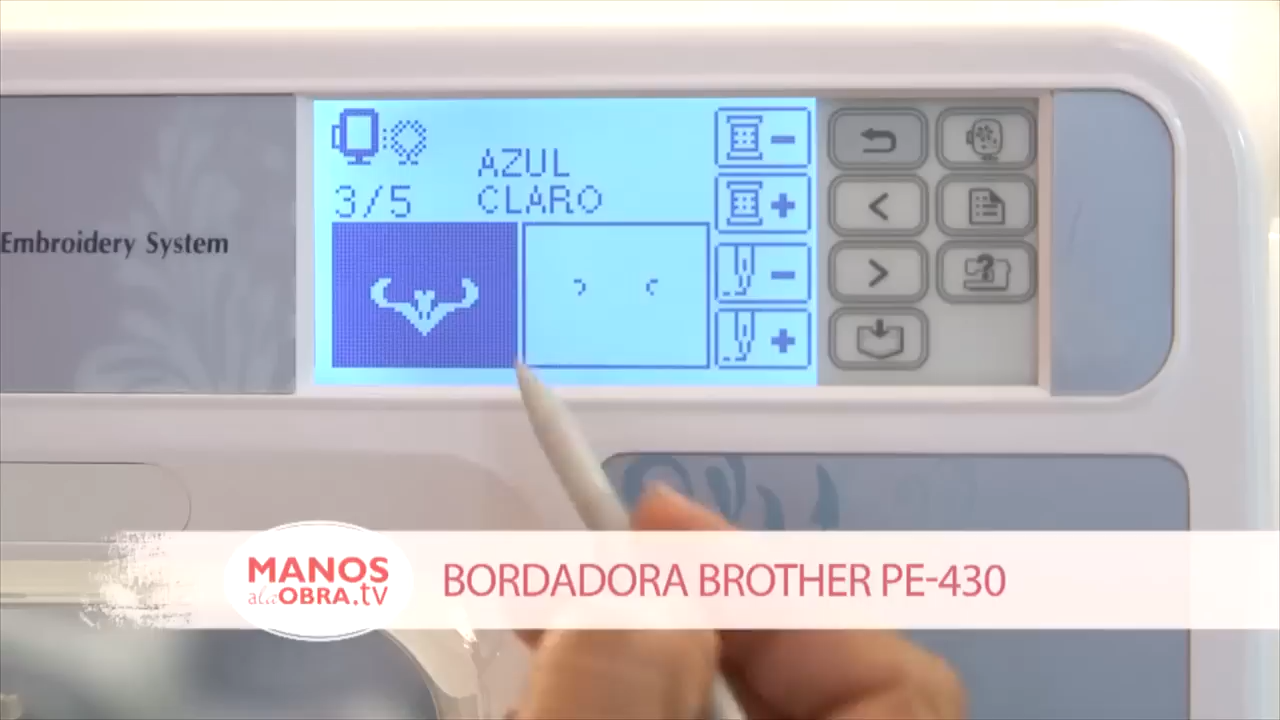 AZUL
CLARO
3/5
Embroidery System
MANOS
a la OBRA.tv
BORDADORA BROTHER PE-430